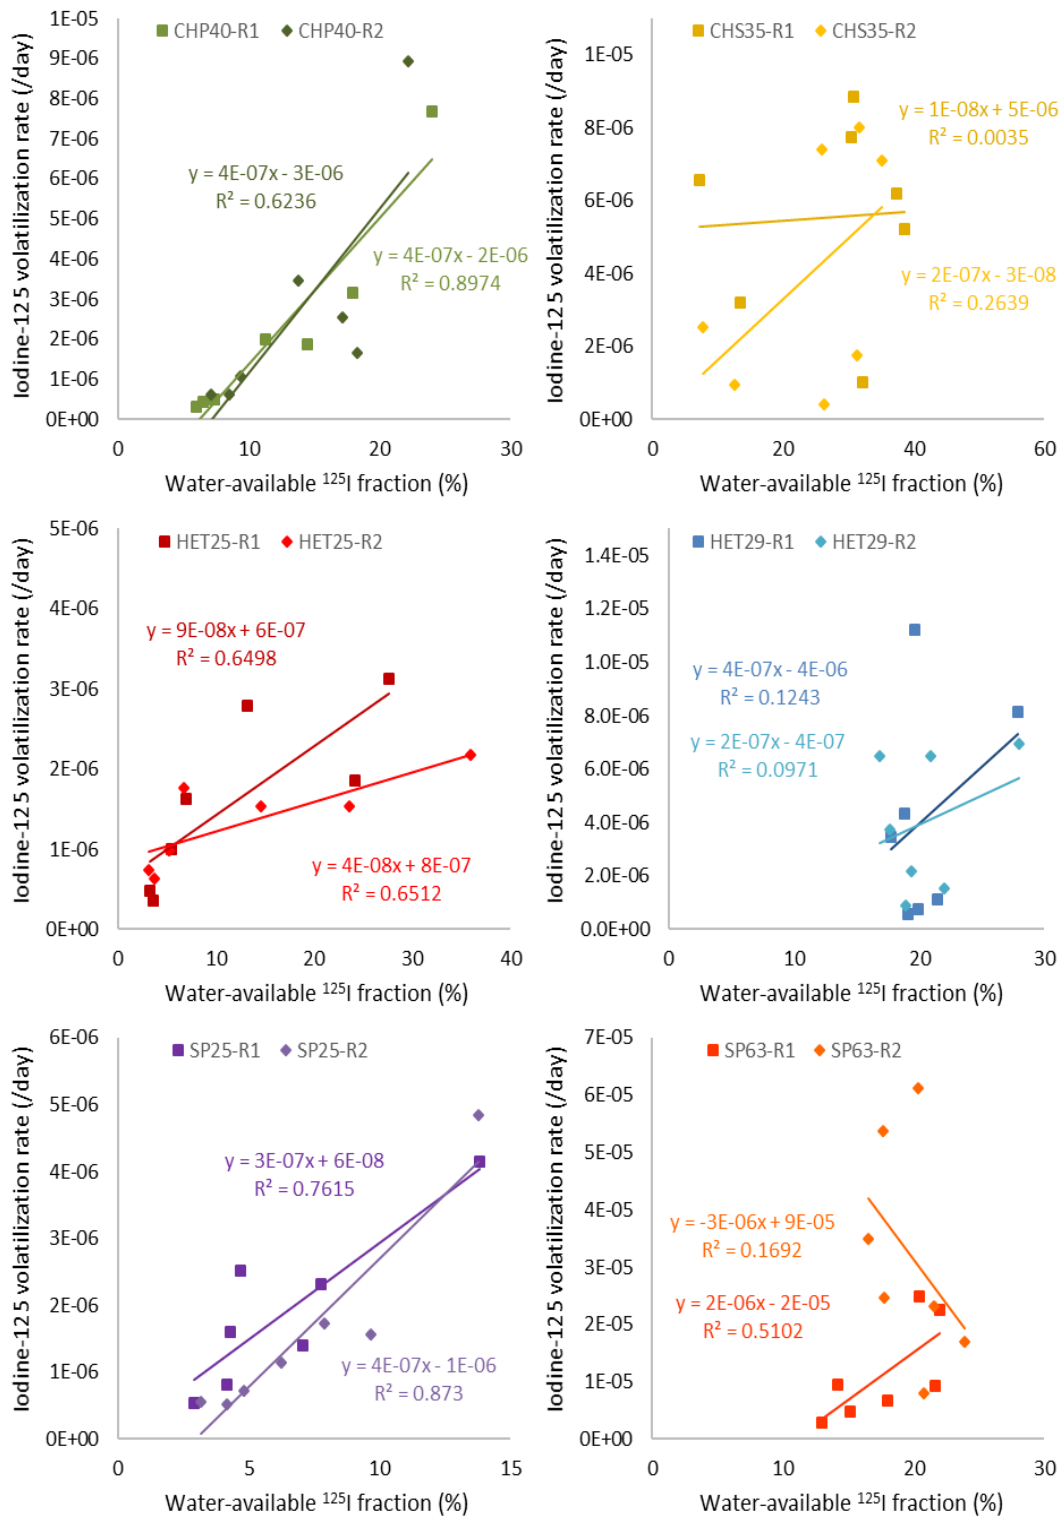 Iodine-125 volatilization rate (/day)
1E-05
9E-06
8E-06
7E-06
6E-06
5E-06
4E-06
3E-06
2E-06
1E-06
0E+00
CHP40-R1 CHP40-R2
y = 4E-07x - 3E-06
R² = 0.6236
y = 4E-07x - 2E-06
R² = 0.8974
0 10 20 30
Water-available ¹²⁵I fraction (%)
Iodine-125 volatilization rate (/day)
1E-05
8E-06
6E-06
4E-06
2E-06
0E+00
CHS35-R1 CHS35-R2
y = 1E-08x + 5E-06
R² = 0.0035
y = 2E-07x - 3E-08
R² = 0.2639
0 20 40 60
Water-available ¹²⁵I fraction (%)
Iodine-125 volatilization rate (/day)
5E-06
4E-06
3E-06
2E-06
1E-06
0E+00
HET25-R1 HET25-R2
y = 9E-08x + 6E-07
R² = 0.6498
y = 4E-08x + 8E-07
R² = 0.6512
0 10 20 30 40
Water-available ¹²⁵I fraction (%)
Iodine-125 volatilization rate (/day)
1.4E-05
1.2E-05
1.0E-05
8.0E-06
6.0E-06
4.0E-06
2.0E-06
0.0E+00
HET29-R1 HET29-R2
y = 4E-07x - 4E-06
R² = 0.1243
y = 2E-07x - 4E-07
R² = 0.0971
0 10 20 30
Water-available ¹²⁵I fraction (%)
Iodine-125 volatilization rate (/day)
6E-06
5E-06
4E-06
3E-06
2E-06
1E-06
0E+00
SP25-R1 SP25-R2
y = 3E-07x + 6E-08
R² = 0.7615
y = 4E-07x - 1E-06
R² = 0.873
0 5 10 15
Water-available ¹²⁵I fraction (%)
Iodine-125 volatilization rate (/day)
7E-05
6E-05
5E-05
4E-05
3E-05
2E-05
1E-05
0E+00
SP63-R1 SP63-R2
y = -3E-06x + 9E-05
R² = 0.1692
y = 2E-06x - 2E-05
R² = 0.5102
0 10 20 30
Water-available ¹²⁵I fraction (%)